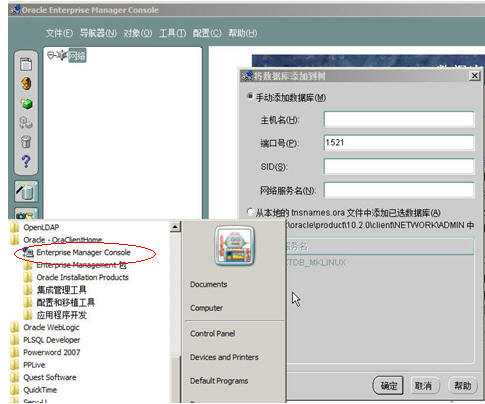 Oracle Enterprise Manager Console
文件(F) 导航器(N) 对象(O) 工具(T) 配置(C) 帮助(H)
网络
将数据库添加到树
手动添加数据库(M)
主机名(H):
端口号(P): 1521
SID(S):
网络服务名(N):
从本地的 tnsnames.ora 文件中添加已选数据库(A)
\oracle\product\10.2.0\client\NETWORK\ADMIN 中
服务名
TDB_MKLINUX
确定 取消 帮助
OpenLDAP
Oracle - OraClientHome
Enterprise Manager Console
Enterprise Management 包
Oracle Installation Products
集成管理工具
配置和移植工具
应用程序开发
Oracle WebLogic
PLSQL Developer
Powerword 2007
PPLive
Quest Software
QuickTime
Serv-U
Documents
Computer
Control Panel
Devices and Printers
Default Programs